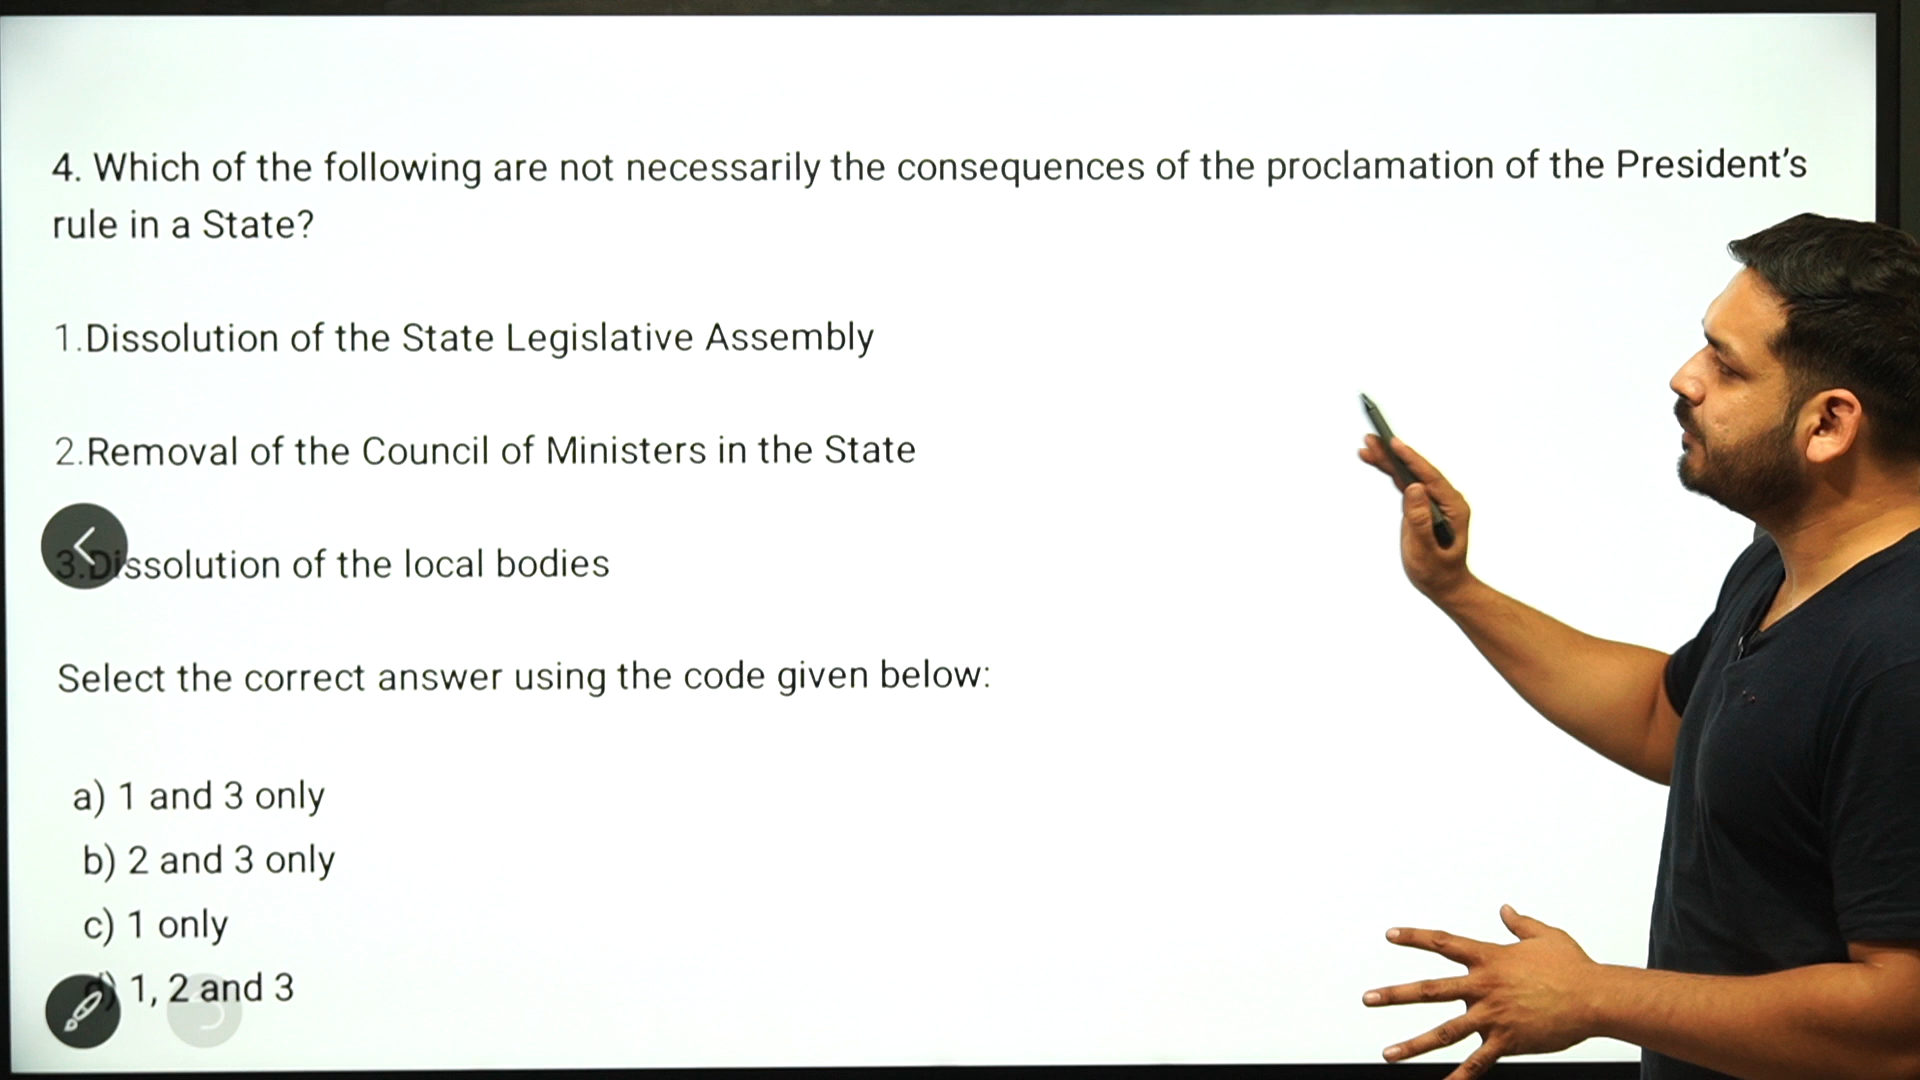 4. Which of the following are not necessarily the consequences of the proclamation of the President's
rule in a State?
1.Dissolution of the State Legislative Assembly
2.Removal of the Council of Ministers in the State
3.Dissolution of the local bodies
Select the correct answer using the code given below:
a) 1 and 3 only
b) 2 and 3 only
c) 1 only
d) 1, 2 and 3